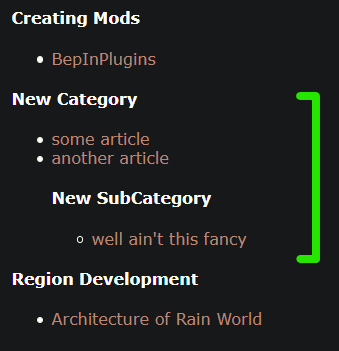 Creating Mods
BepInPlugins
New Category
some article
another article
New SubCategory
well ain't this fancy
Region Development
Architecture of Rain World